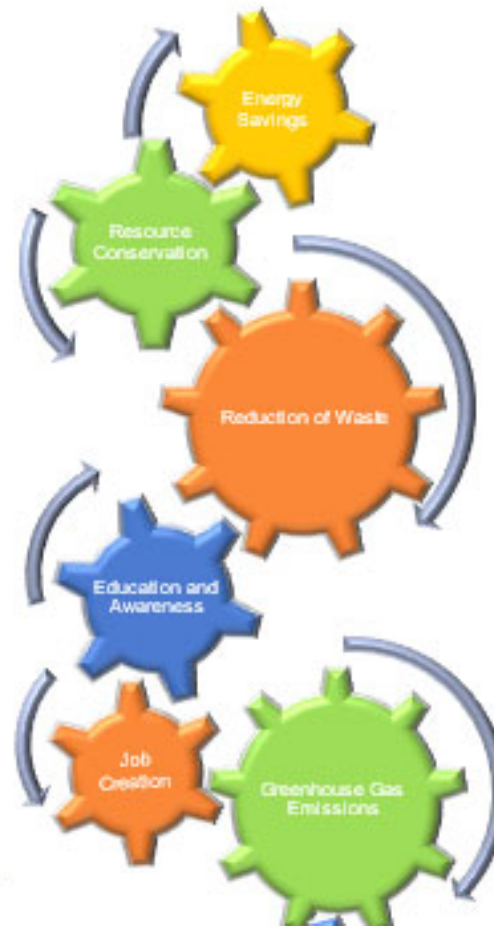 Energy
Savings
Resource
Conservation
Reduction of Waste
Education and
Awareness
Job
Creation
Greenhouse Gas
Emissions